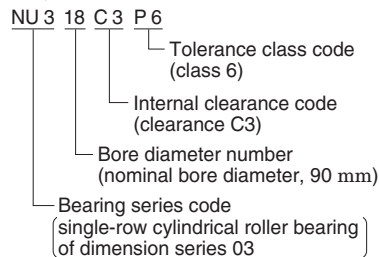 NU 3 18 C 3 P 6
Tolerance class code
(class 6)
Internal clearance code
(clearance C3)
Bore diameter number
(nominal bore diameter, 90 mm)
Bearing series code
(single-row cylindrical roller bearing
of dimension series 03)